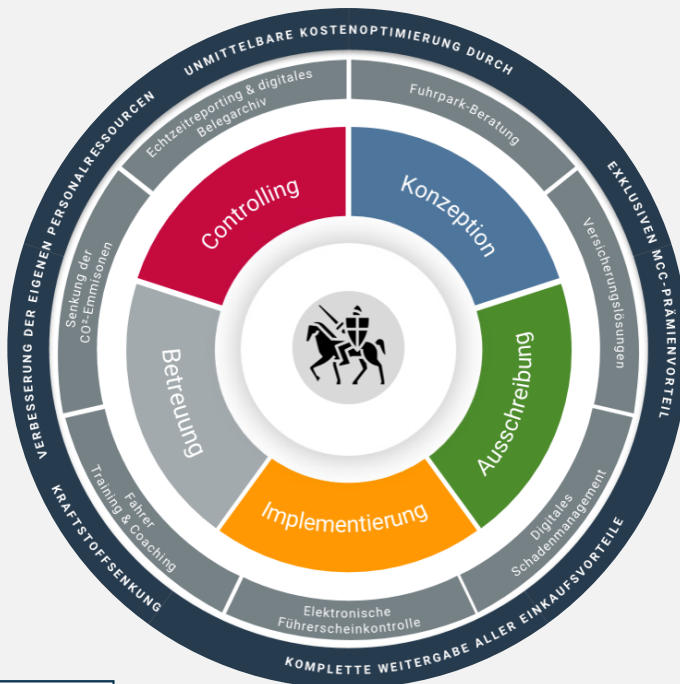 UNMITTELBARE KOSTENOPTIMIERUNG DURCH
EXKLUSIVEN MCC-PRÄMIENVORTEIL
KOMPLETTE WEITERGABE ALLER EINKAUFSVORTEILE
KRAFTSTOFFSENKUNG
VERBESSERUNG DER EIGENEN PERSONALRESSOURCEN
Fuhrpark-Beratung
Versicherungslösungen
Digitales
Schadenmanagement
Elektronische
Führerscheinkontrolle
Fahrer
Training & Coaching
Senkung der
CO²-Emmisonen
Echtzeitreporting & digitales
Belegarchiv
Konzeption
Ausschreibung
Implementierung
Betreuung
Controlling